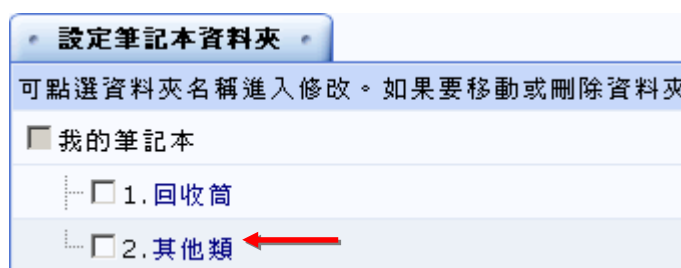 • 設定筆記本資料夾 •
可點選資料夾名稱進入修改。如果要移動或刪除資料夾
我的筆記本
1.回收筒
2.其他類